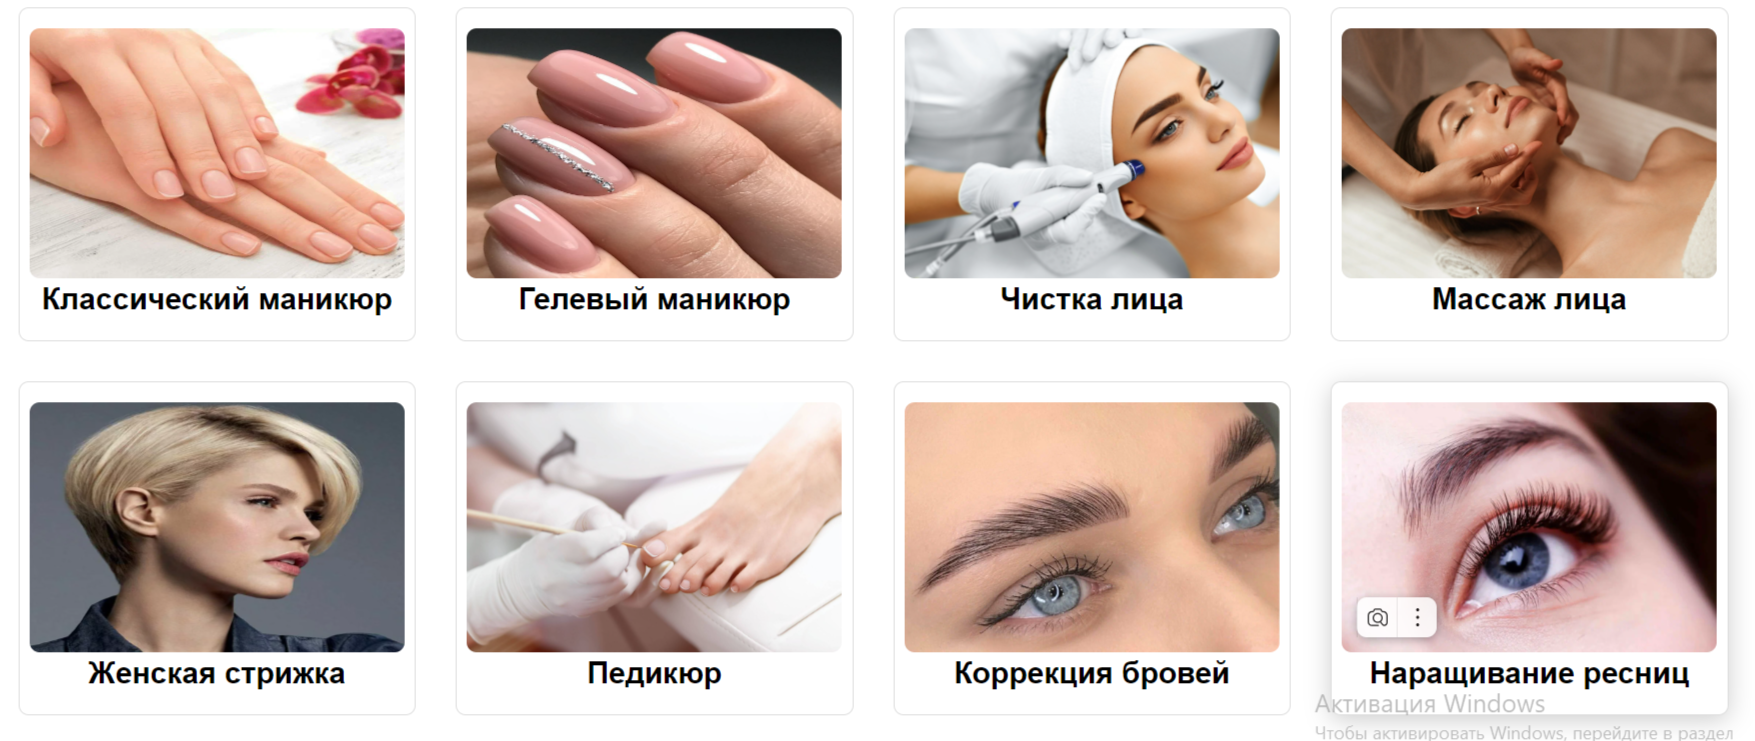 Классический маникюр
Гелевый маникюр
Чистка лица
Массаж лица
Женская стрижка
Педикюр
Коррекция бровей
Наращивание ресниц
Активация Windows
Чтобы активировать Windows, перейдите в раздел